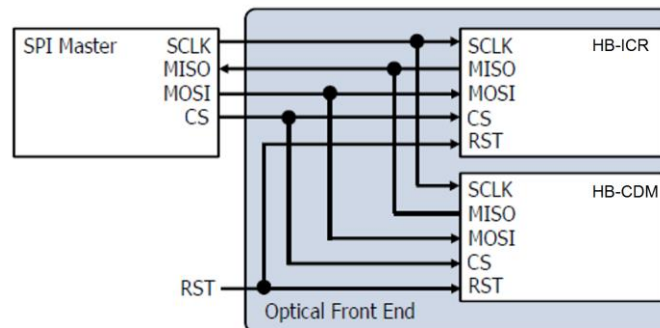 SPI Master
SCLK
MISO
MOSI
CS
RST
HB-ICR
SCLK
MISO
MOSI
CS
RST
HB-CDM
SCLK
MISO
MOSI
CS
RST
Optical Front End